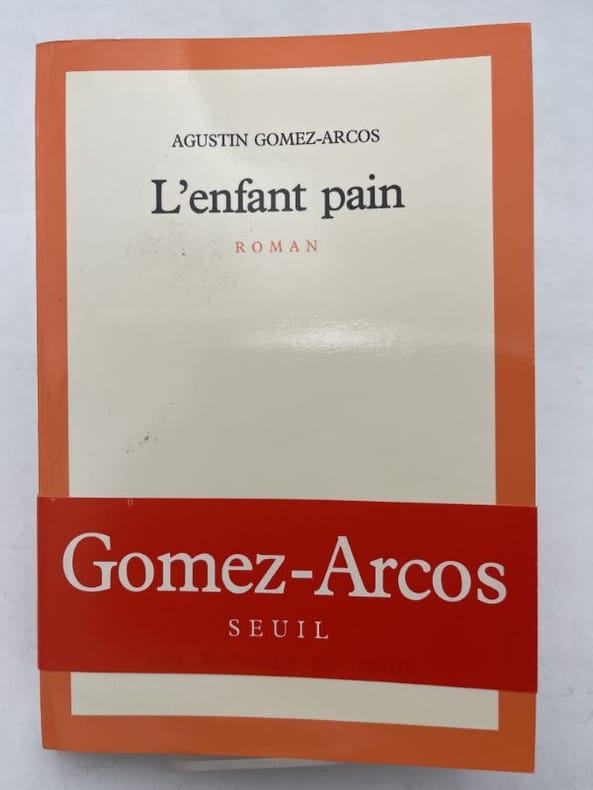 AGUSTIN GOMEZ-ARCOS
L'enfant pain
ROMAN
Gomez-Arcos
SEUIL